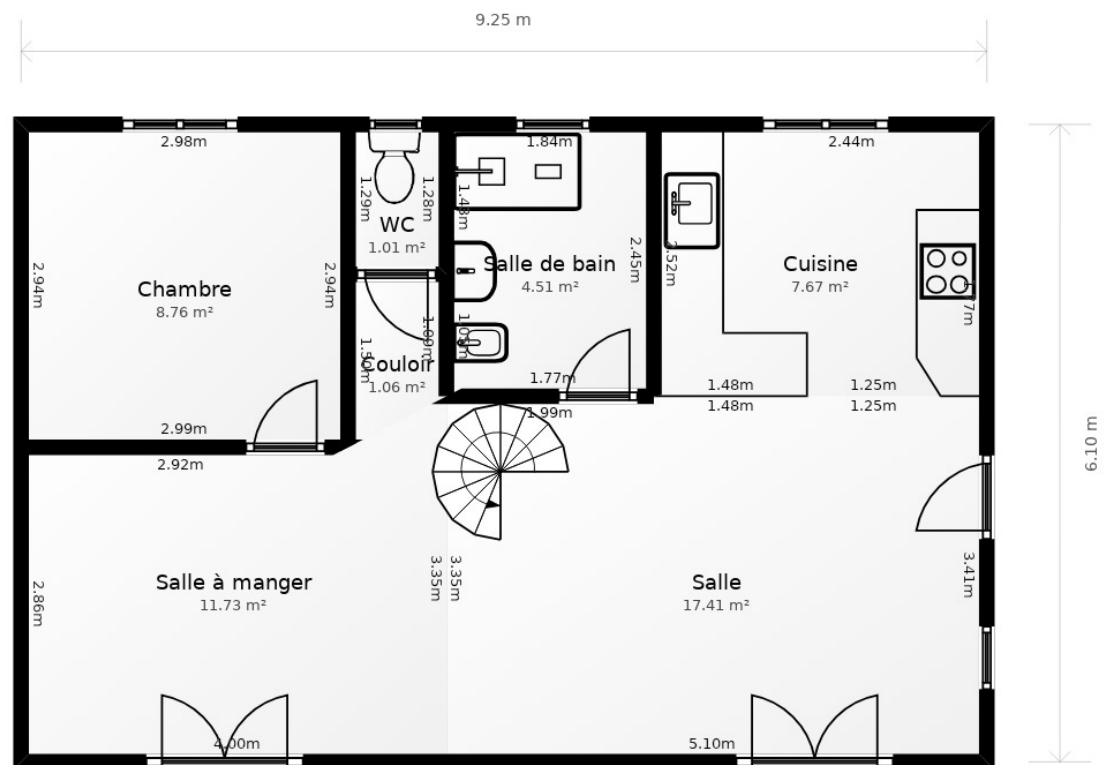 9.25 m
2.98m
1.84m
2.44m
1.29m
1.28m
WC
1.01 m²
2.94m
2.94m
Chambre
8.76 m²
2.45m
Salle de bain
4.51 m²
2.52m
Cuisine
7.67 m²
1.00m
Couloir
1.06 m²
1.77m
1.48m
1.25m
1.99m
1.48m
1.25m
2.99m
2.92m
6.10 m
Salle à manger
11.73 m²
2.86m
3.35m
3.35m
Salle
17.41 m²
3.41m
4.00m
5.10m